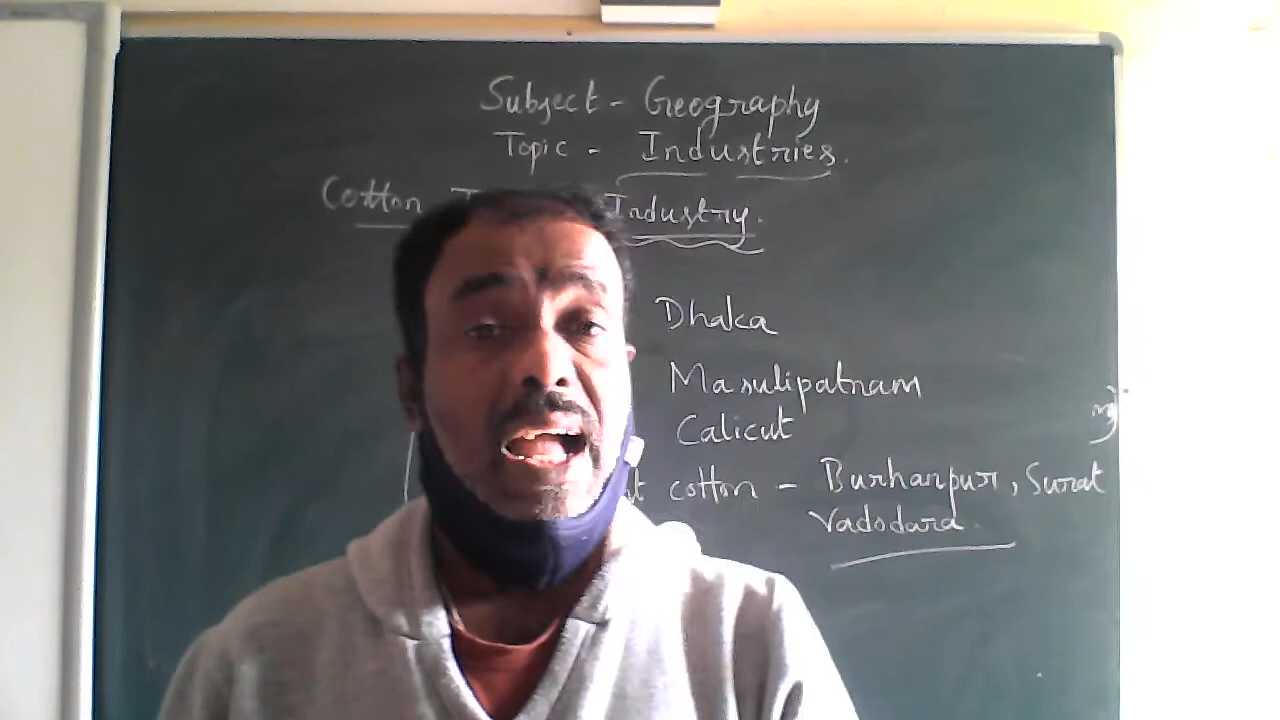 Subject - Geography
Topic - Industries.
Cotton Industry.
Dhaka
Masulipatnam
Calicut
cotton - Burhanpur, Surat
Vadodara